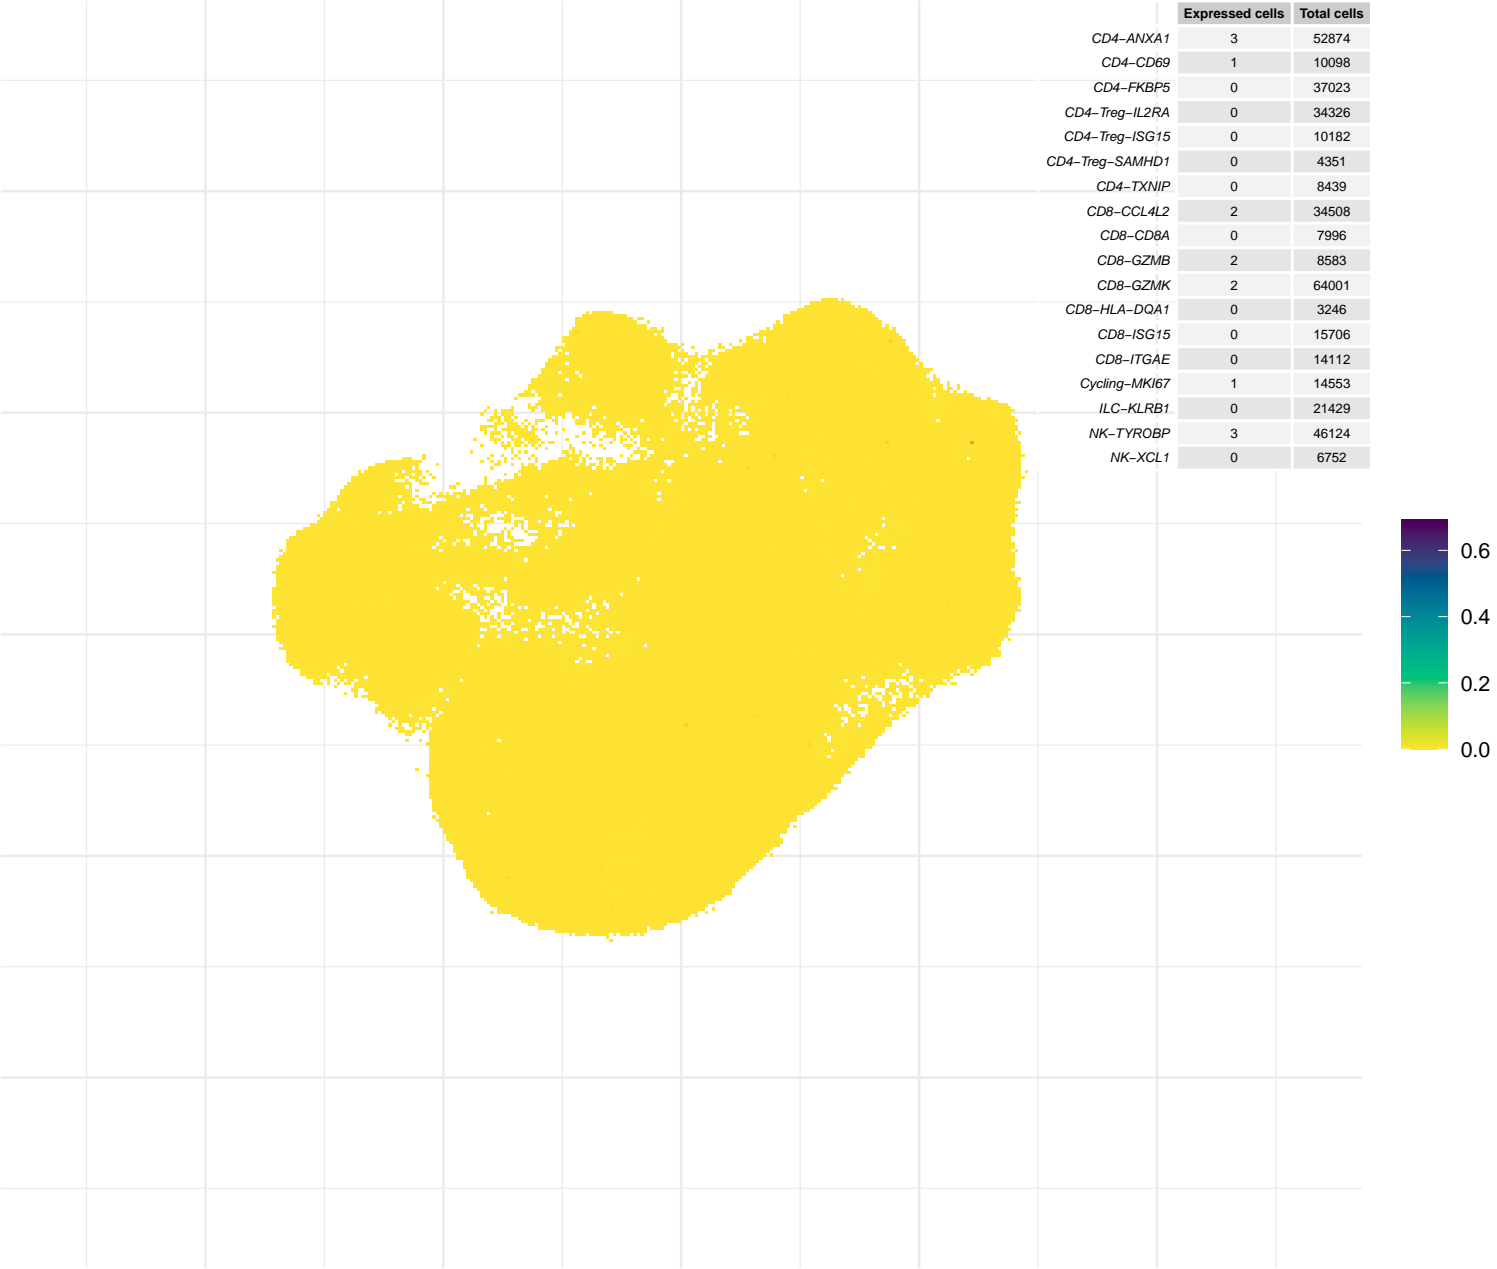 Expressed cells Total cells
CD4−ANXA1 3 52874
CD4−CD69 1 10098
CD4−FKBP5 0 37023
CD4−Treg−IL2RA 0 34326
CD4−Treg−ISG15 0 10182
CD4−Treg−SAMHD1 0 4351
CD4−TXNIP 0 8439
CD8−CCL4L2 2 34508
CD8−CD8A 0 7996
CD8−GZMB 2 8583
CD8−GZMK 2 64001
CD8−HLA−DQA1 0 3246
CD8−ISG15 0 15706
CD8−ITGAE 0 14112
Cycling−MKI67 1 14553
ILC−KLRB1 0 21429
NK−TYROBP 3 46124
NK−XCL1 0 6752
0.6
0.4
0.2
0.0